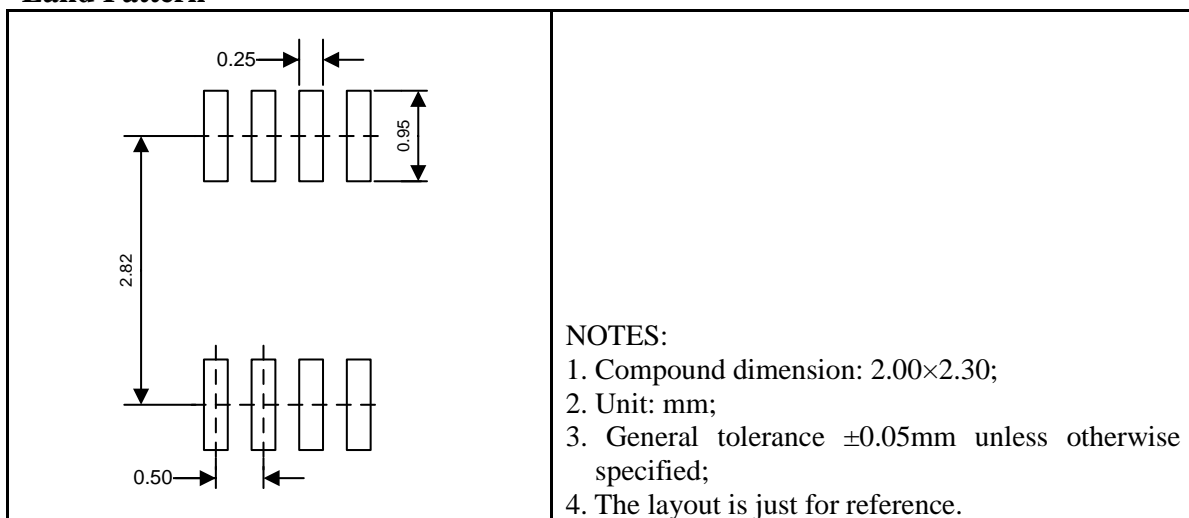 Land Pattern
0.25
0.95
2.82
0.50
NOTES:
1. Compound dimension: 2.00×2.30;
2. Unit: mm;
3. General tolerance ±0.05mm unless otherwise
specified;
4. The layout is just for reference.